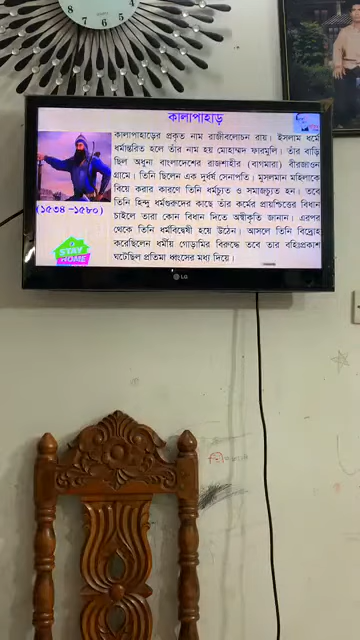 কালাপাহাড়
কালাপাহাড়ের প্রকৃত নাম রাজীবলোচন রায়। ইসলাম ধর্মে
ধর্মান্তরিত হলে তাঁর নাম হয় মোহাম্মদ ফারমুলি। তাঁর বাড়ি
ছিল অধুনা বাংলাদেশের রাজশাহীর (বাগমারা) বীরজাওন
গ্রামে। তিনি ছিলেন এক দুর্ধর্ষ সেনাপতি। মুসলমান মহিলাকে
বিয়ে করার কারণে তিনি ধর্মচ্যুত ও সমাজচ্যুত হন। তবে
তিনি হিন্দু ধর্মগুরুদের কাছে তাঁর কর্মের প্রায়শ্চিত্তের বিধান
চাইলে তারা কোন বিধান দিতে অস্বীকৃতি জানান। এরপর
থেকে তিনি ধর্মবিদ্বেষী হয়ে উঠেন। আসলে তিনি বিদ্রোহ
করেছিলেন ধর্মীয় গোড়ামির বিরুদ্ধে তবে তার বহিঃপ্রকাশ
ঘটেছিল প্রতিমা ধ্বংসের মধ্য দিয়ে।
(১৫৩৪ -১৫৮০)
STAY
HOME
LG